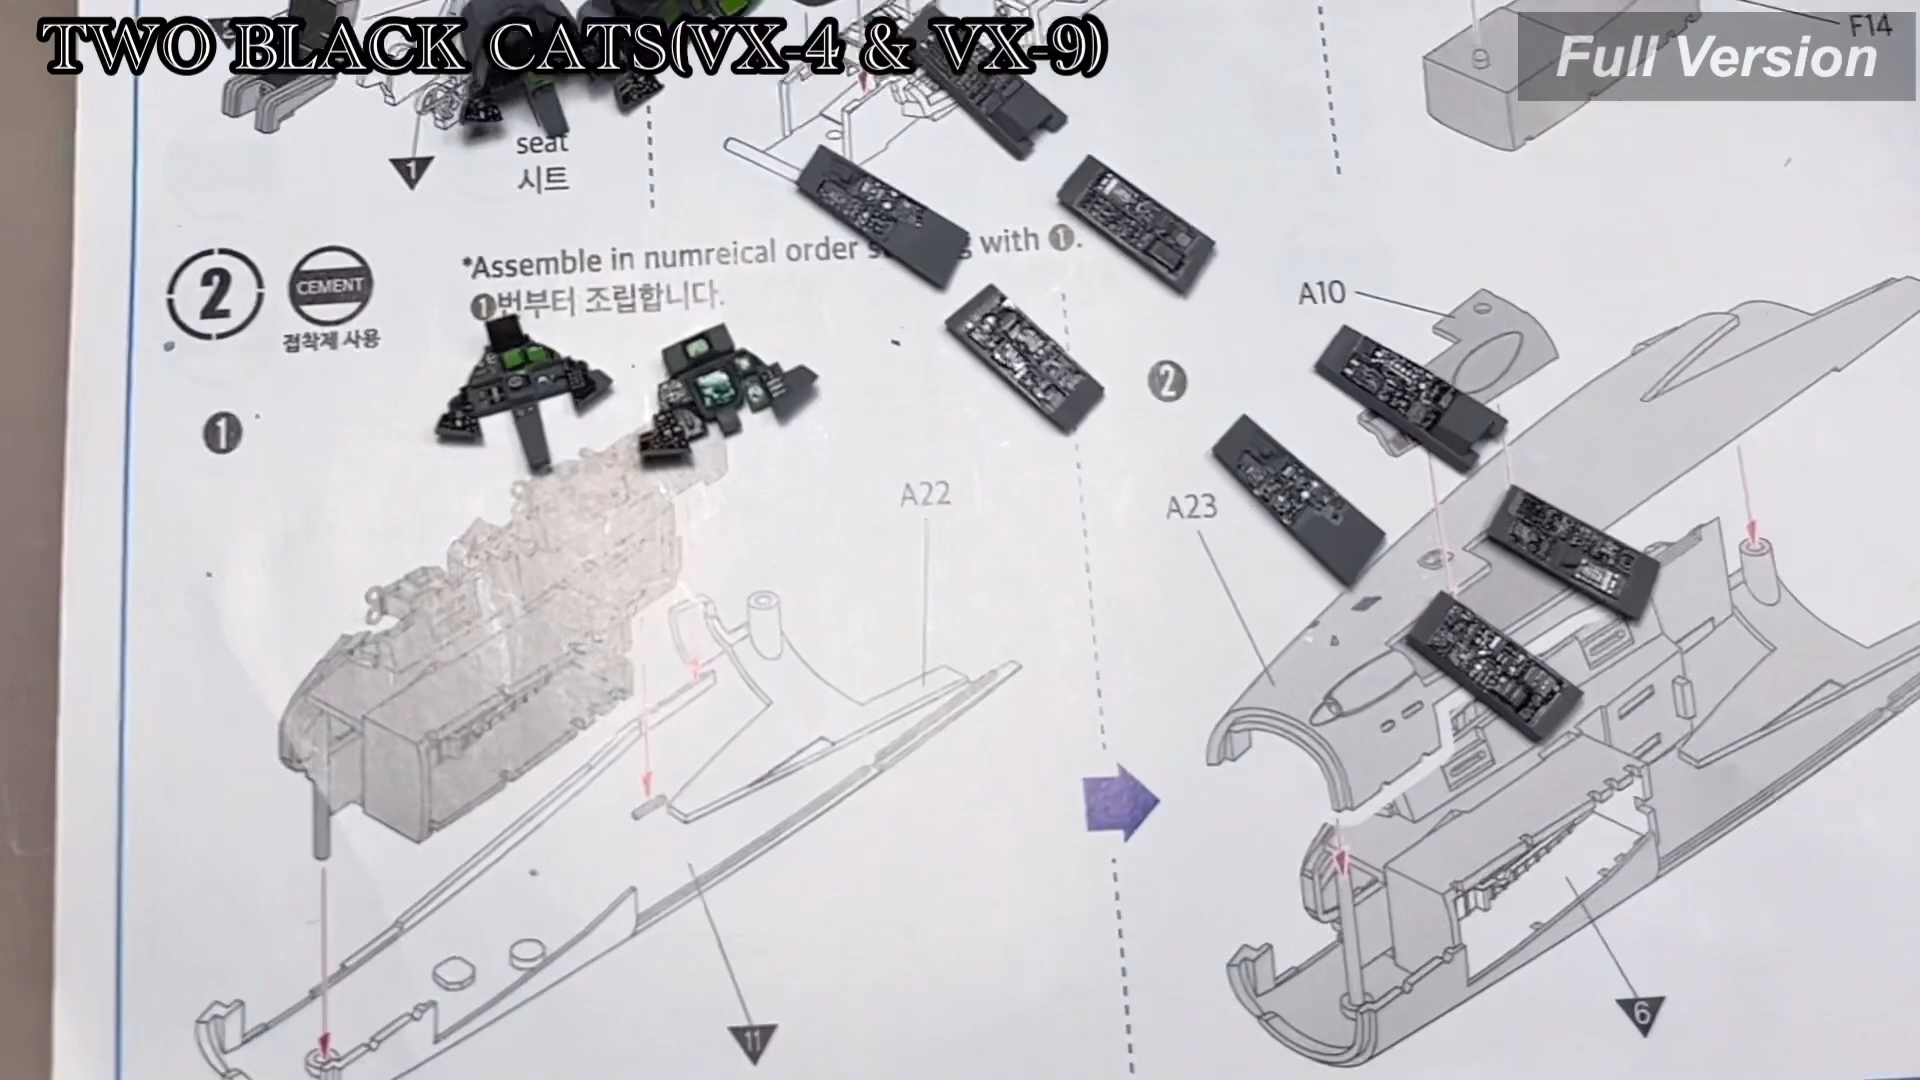 TWO BLACK CATS(VX-4 & VX-9)
Full Version
F14
1
seat
시트
2
CEMENT
접착제 사용
*Assemble in numreical order s g with ❶.
❶번부터 조립합니다.
A10
❷
❶
A22
A23
11
6